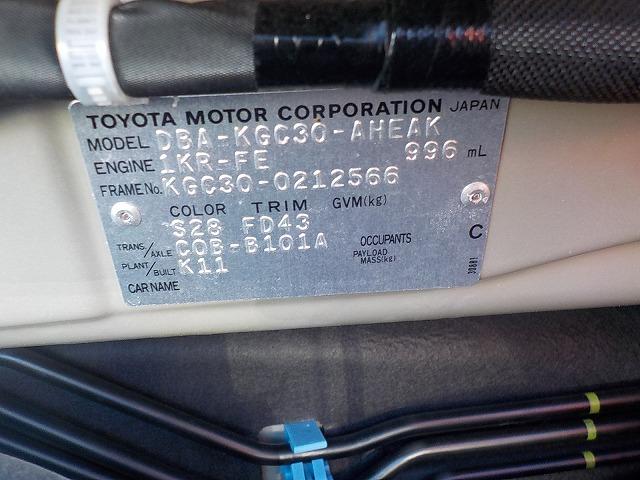 TOYOTA MOTOR CORPORATION JAPAN
MODEL DBA-KGC30-AHEAK
ENGINE 1KR-FE 996 mL
FRAME No. KGC30-0212566
COLOR TRIM GVM(kg)
S28 FD43
TRANS./AXLE C0B-B101A OCCUPANTS C
PAYLOAD MASS(kg)
PLANT/BUILT K11
CAR NAME